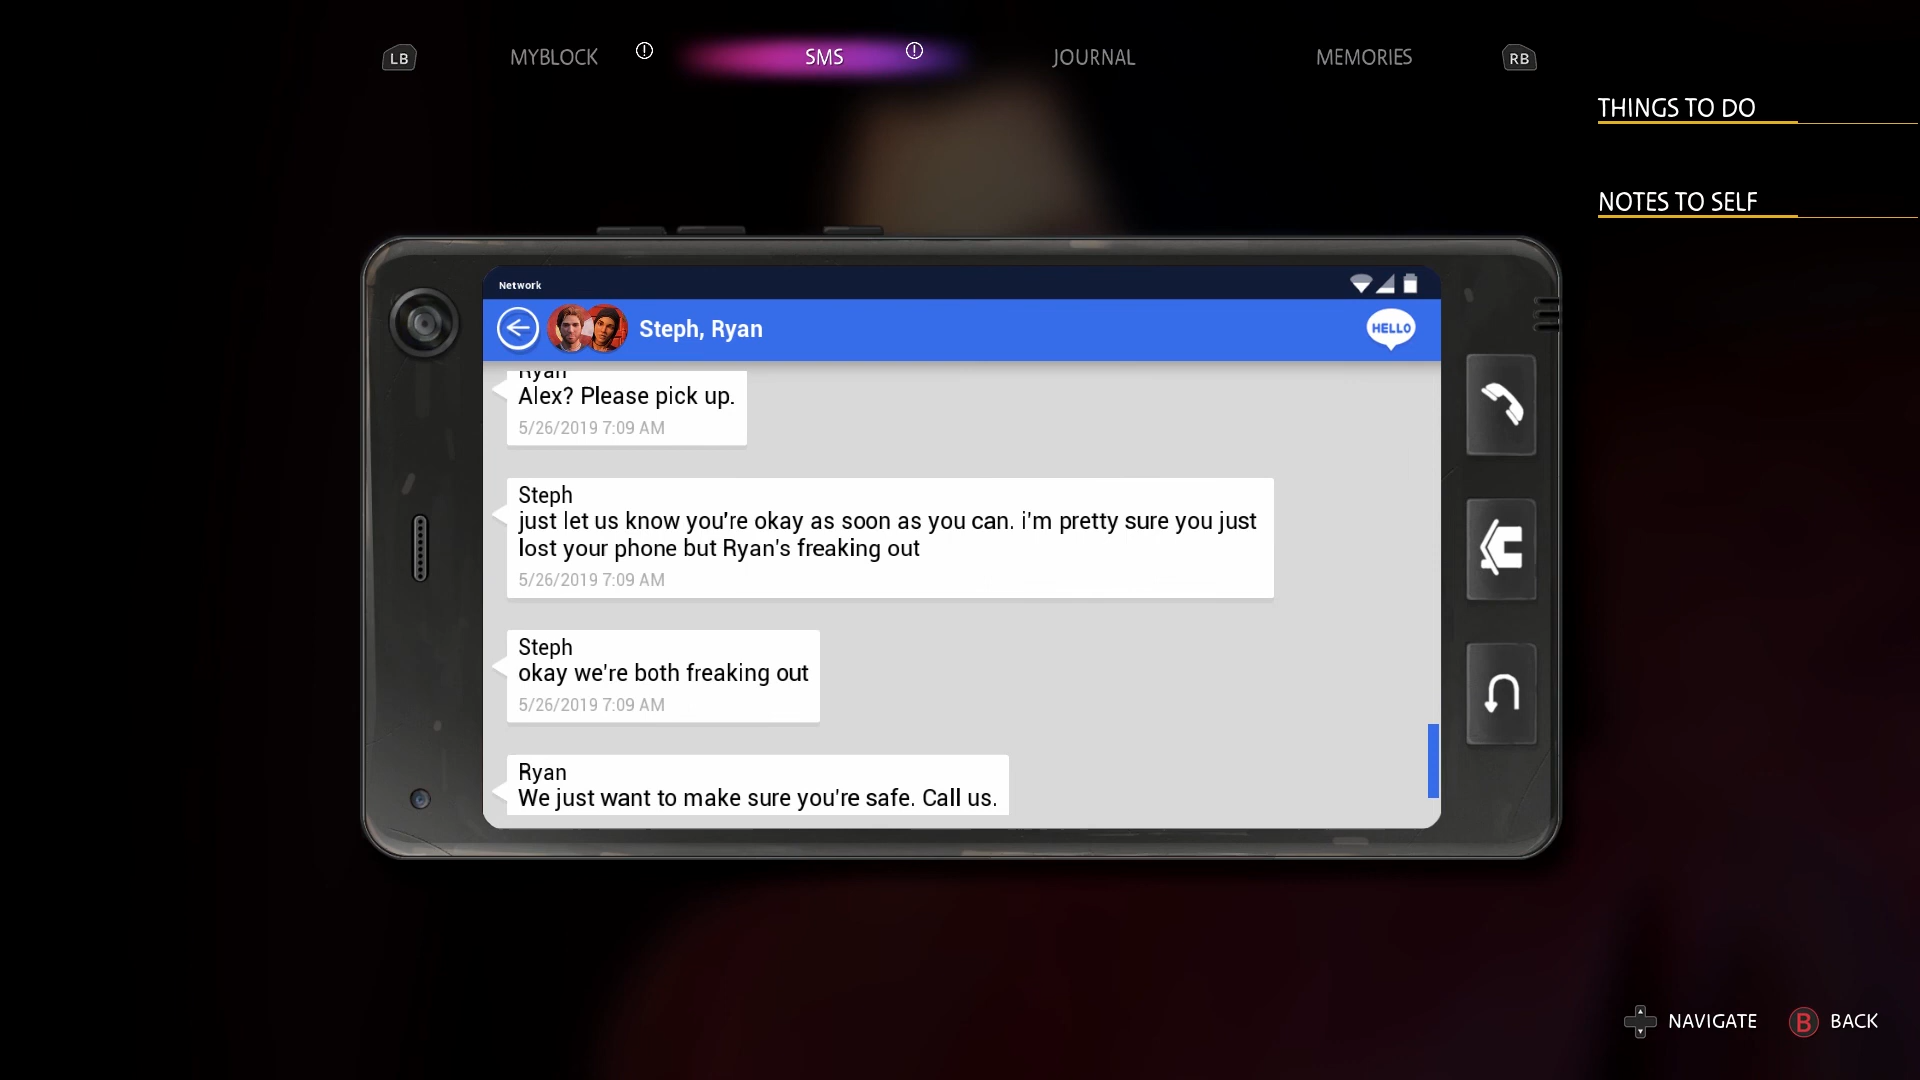 LB
MYBLOCK
SMS
JOURNAL
MEMORIES
RB
THINGS TO DO
NOTES TO SELF
Network
Steph, Ryan
HELLO
Ryan
Alex? Please pick up.
5/26/2019 7:09 AM
Steph
just let us know you're okay as soon as you can. i'm pretty sure you just
lost your phone but Ryan's freaking out
5/26/2019 7:09 AM
Steph
okay we're both freaking out
5/26/2019 7:09 AM
Ryan
We just want to make sure you're safe. Call us.
NAVIGATE
B BACK